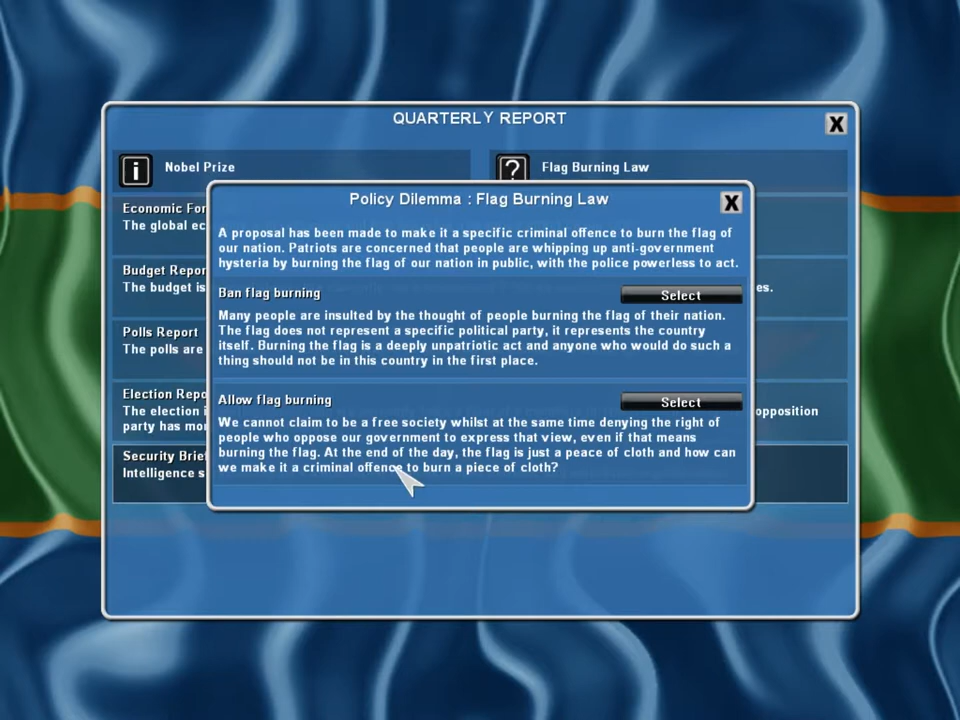 QUARTERLY REPORT
X
i
Nobel Prize
?
Flag Burning Law
Policy Dilemma : Flag Burning Law
X
A proposal has been made to make it a specific criminal offence to burn the flag of
our nation. Patriots are concerned that people are whipping up anti-government
hysteria by burning the flag of our nation in public, with the police powerless to act.
Ban flag burning
Select
Many people are insulted by the thought of people burning the flag of their nation.
The flag does not represent a specific political party, it represents the country
itself. Burning the flag is a deeply unpatriotic act and anyone who would do such a
thing should not be in this country in the first place.
Allow flag burning
Select
We cannot claim to be a free society whilst at the same time denying the right of
people who oppose our government to express that view, even if that means
burning the flag. At the end of the day, the flag is just a peace of cloth and how can
we make it a criminal offence to burn a piece of cloth?
Economic For
The global ec
Budget Repor
The budget is
es.
Polls Report
The polls are
Election Repo
The election i
opposition
party has mor
Security Brief
Intelligence s